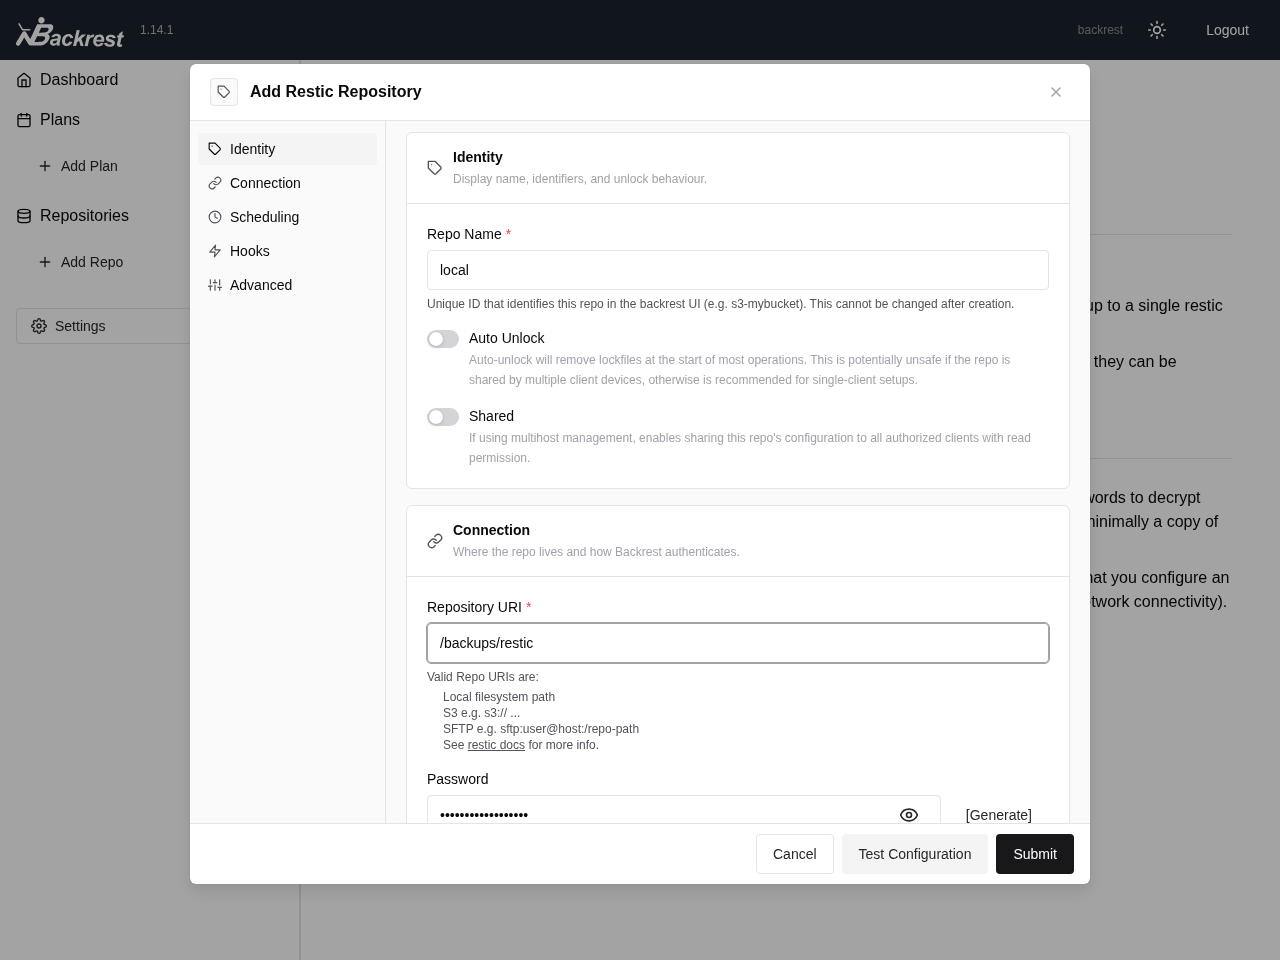 Backrest
1.14.1
backrest
Logout
Dashboard
Plans
Add Plan
Repositories
Add Repo
Settings
Add Restic Repository
Identity
Connection
Scheduling
Hooks
Advanced
Identity
Display name, identifiers, and unlock behaviour.
Repo Name *
local
Unique ID that identifies this repo in the backrest UI (e.g. s3-mybucket). This cannot be changed after creation.
Auto Unlock
Auto-unlock will remove lockfiles at the start of most operations. This is potentially unsafe if the repo is
shared by multiple client devices, otherwise is recommended for single-client setups.
Shared
If using multihost management, enables sharing this repo's configuration to all authorized clients with read
permission.
Connection
Where the repo lives and how Backrest authenticates.
Repository URI *
/backups/restic
Valid Repo URIs are:
Local filesystem path
S3 e.g. s3:// ...
SFTP e.g. sftp:user@host:/repo-path
See restic docs for more info.
Password
••••••••••••••••••
[Generate]
Cancel
Test Configuration
Submit
up to a single restic
they can be
words to decrypt
minimally a copy of
that you configure an
network connectivity).